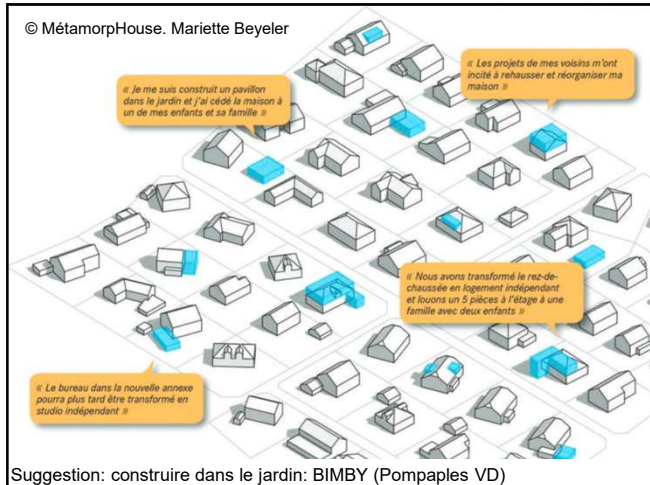 © MétamorpHouse. Mariette Beyeler
« Les projets de mes voisins m'ont
incité à rehausser et réorganiser ma
maison »
« Je me suis construit un pavillon
dans le jardin et j'ai cédé la maison à
un de mes enfants et sa famille »
« Nous avons transformé le rez-de-
chaussée en logement indépendant
et louons un 5 pièces à l'étage à une
famille avec deux enfants »
« Le bureau dans la nouvelle annexe
pourra plus tard être transformé en
studio indépendant »
Suggestion: construire dans le jardin: BIMBY (Pompaples VD)